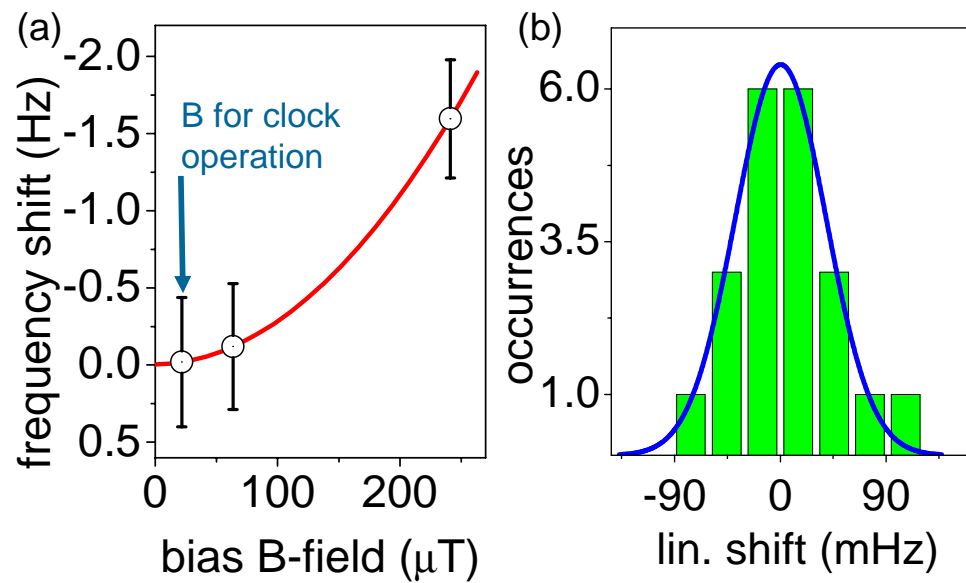 (a)
frequency shift (Hz)
-2.0
-1.5
-1.0
-0.5
0.0
0.5
B for clock
operation
0
100
200
bias B-field (μT)
(b)
occurrences
6.0
3.5
1.0
-90
0
90
lin. shift (mHz)